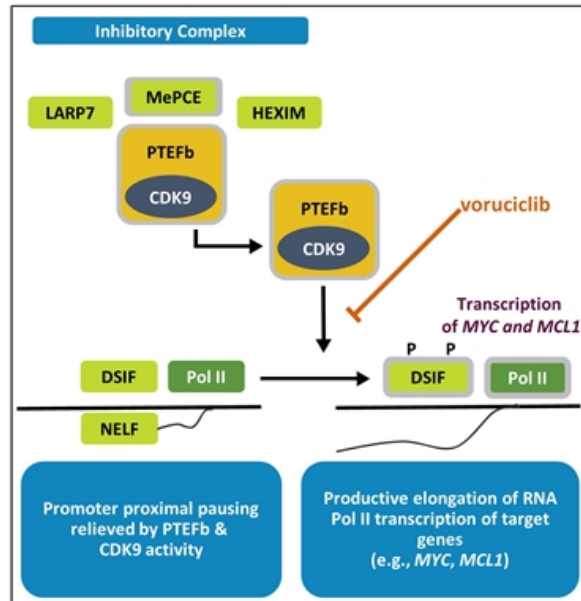 Inhibitory Complex
MePCE
LARP7
HEXIM
PTEFb
CDK9
PTEFb
CDK9
voruciclib
Transcription
of MYC and MCL1
P P
DSIF
Pol II
DSIF
Pol II
NELF
Promoter proximal pausing
relieved by PTEFb &
CDK9 activity
Productive elongation of RNA
Pol II transcription of target
genes
(e.g., MYC, MCL1)